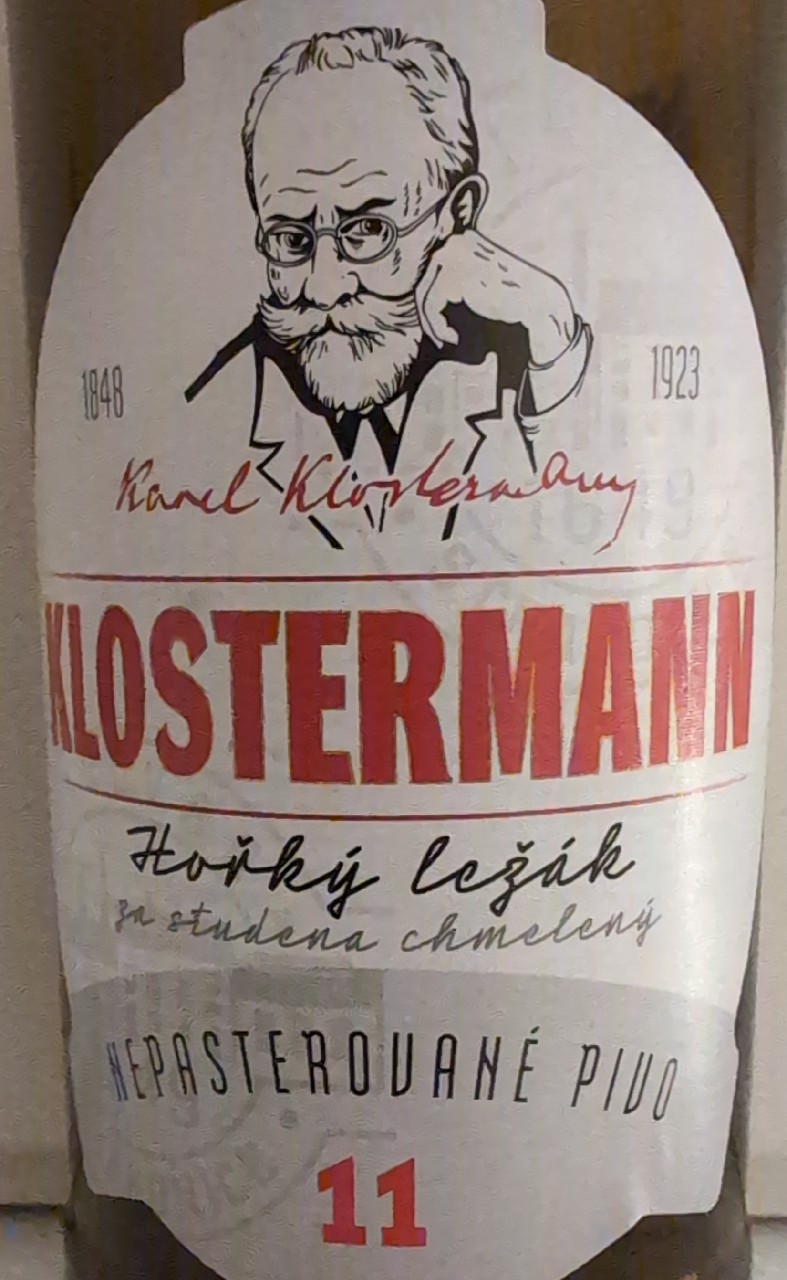 1848 1923
Karel Klostermann
KLOSTERMANN
Hořký ležák
za studena chmelený
NEPASTEROVANÉ PIVO
11